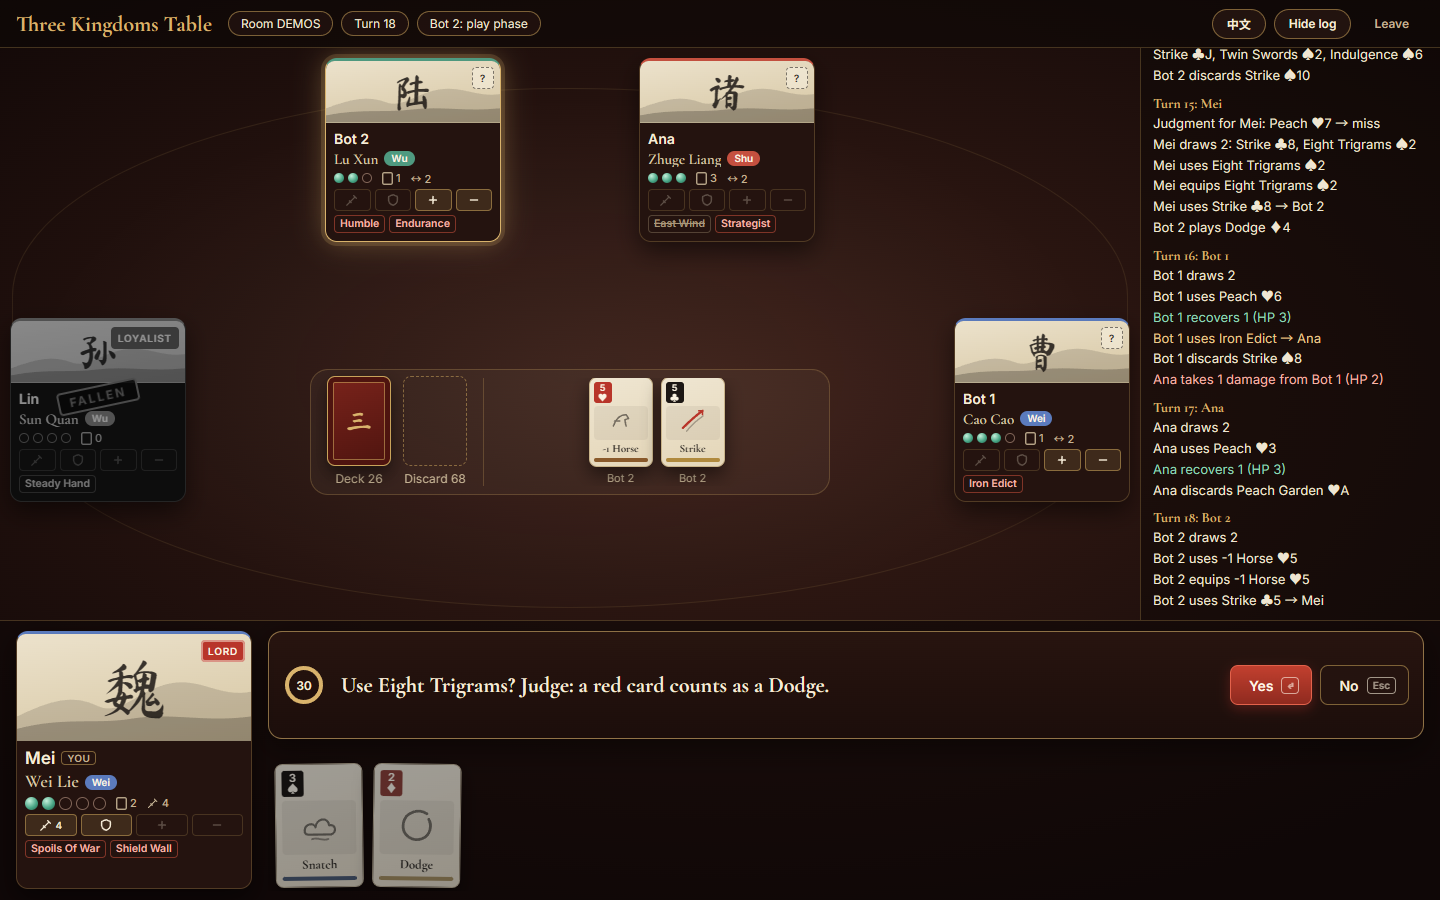 Three Kingdoms Table
Room DEMOS
Turn 18
Bot 2: play phase
中文
Hide log
Leave
陆
?
Bot 2
Lu Xun Wu
1 ↔ 2
+ −
Humble Endurance
诸
?
Ana
Zhuge Liang Shu
3 ↔ 2
+ −
East Wind Strategist
孙
LOYALIST
FALLEN
Lin
Sun Quan Wu
0
+ −
Steady Hand
三
Deck 26
Discard 68
5 ♥
-1 Horse
Bot 2
5 ♣
Strike
Bot 2
曹
?
Bot 1
Cao Cao Wei
1 ↔ 2
+ −
Iron Edict
Strike ♣J, Twin Swords ♠2, Indulgence ♠6
Bot 2 discards Strike ♠10
Turn 15: Mei
Judgment for Mei: Peach ♥7 → miss
Mei draws 2: Strike ♣8, Eight Trigrams ♠2
Mei uses Eight Trigrams ♠2
Mei equips Eight Trigrams ♠2
Mei uses Strike ♣8 → Bot 2
Bot 2 plays Dodge ♦4
Turn 16: Bot 1
Bot 1 draws 2
Bot 1 uses Peach ♥6
Bot 1 recovers 1 (HP 3)
Bot 1 uses Iron Edict → Ana
Bot 1 discards Strike ♠8
Ana takes 1 damage from Bot 1 (HP 2)
Turn 17: Ana
Ana draws 2
Ana uses Peach ♥3
Ana recovers 1 (HP 3)
Ana discards Peach Garden ♥A
Turn 18: Bot 2
Bot 2 draws 2
Bot 2 uses -1 Horse ♥5
Bot 2 equips -1 Horse ♥5
Bot 2 uses Strike ♣5 → Mei
魏
LORD
Mei YOU
Wei Lie Wei
2 4
4 + −
Spoils Of War Shield Wall
30
Use Eight Trigrams? Judge: a red card counts as a Dodge.
Yes ⏎
No Esc
3 ♠
Snatch
2 ♦
Dodge